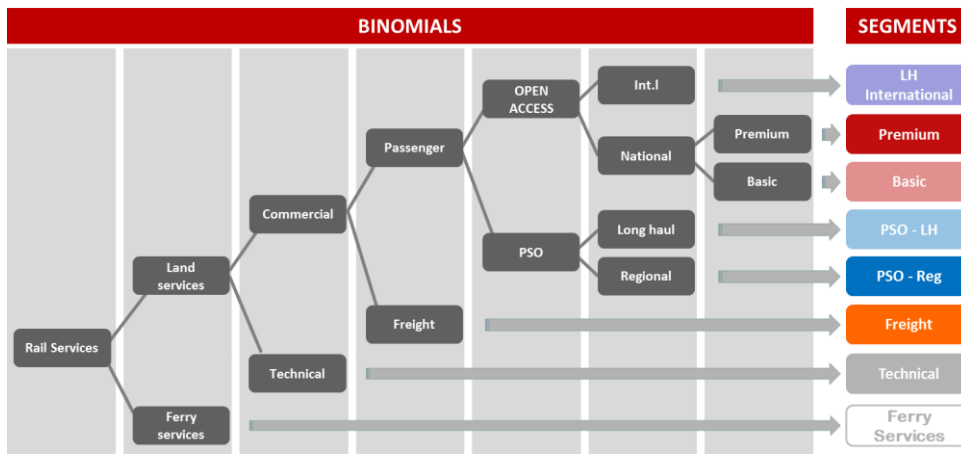 BINOMIALS
SEGMENTS
OPEN
ACCESS
Int.l
LH
International
Passenger
Premium
Premium
National
Basic
Basic
Commercial
Long haul
PSO - LH
PSO
Land
services
Regional
PSO - Reg
Freight
Freight
Rail Services
Technical
Technical
Ferry
services
Ferry
Services